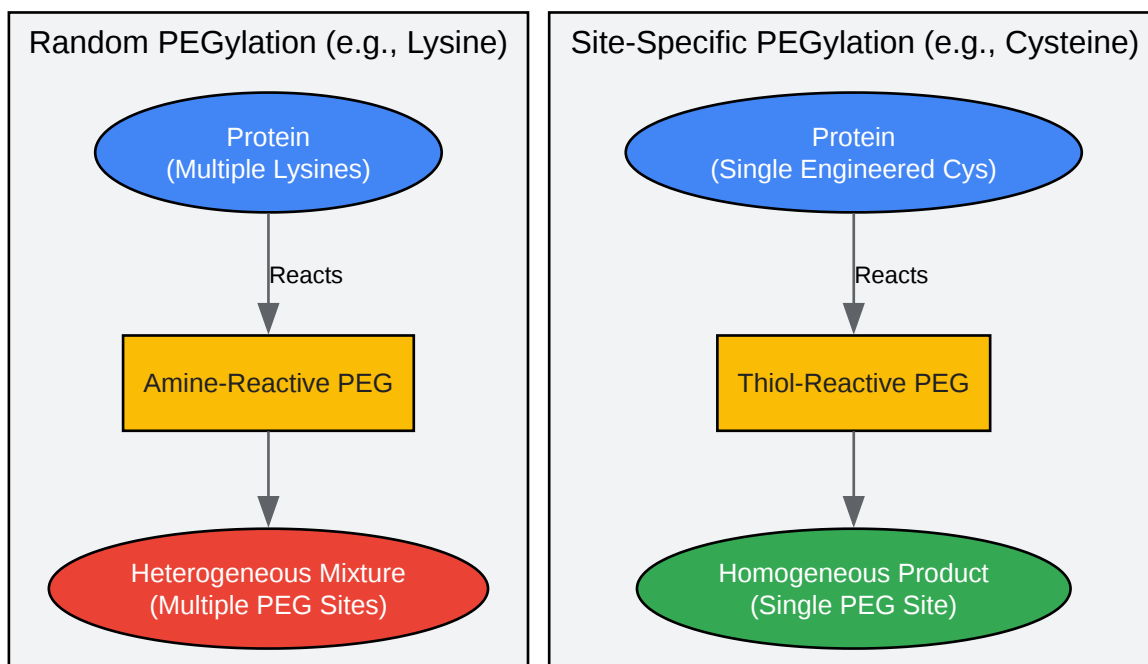 Random PEGylation (e.g., Lysine)
Protein
(Multiple Lysines)
Reacts
Amine-Reactive PEG
Heterogeneous Mixture
(Multiple PEG Sites)
Site-Specific PEGylation (e.g., Cysteine)
Protein
(Single Engineered Cys)
Reacts
Thiol-Reactive PEG
Homogeneous Product
(Single PEG Site)